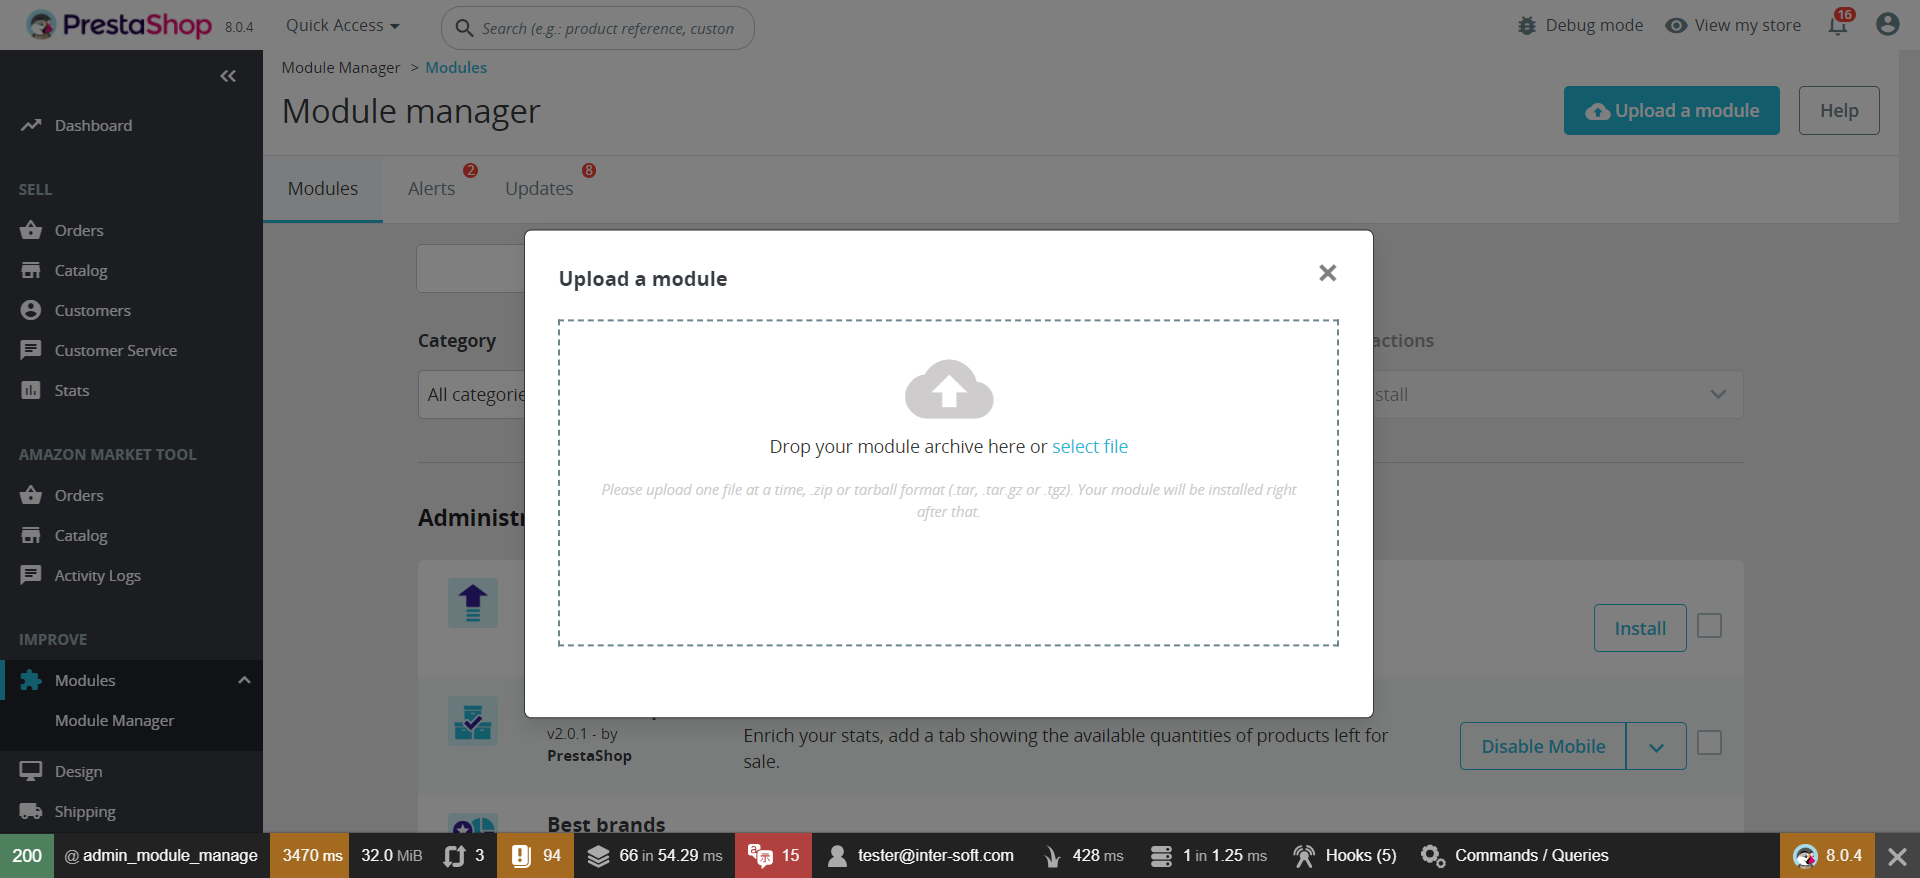 PrestaShop 8.0.4 Quick Access Search (e.g.: product reference, custon Debug mode View my store 16
Module Manager > Modules
Module manager
Upload a module Help
Modules Alerts 2 Updates 8
Dashboard
SELL
Orders
Catalog
Customers
Customer Service
Stats
AMAZON MARKET TOOL
Orders
Catalog
Activity Logs
IMPROVE
Modules
Module Manager
Design
Shipping
Category
All categorie
actions
stall
Administr
Upload a module
Drop your module archive here or select file
Please upload one file at a time, .zip or tarball format (.tar, .tar.gz or .tgz). Your module will be installed right
after that.
Install
v2.0.1 - by
PrestaShop
Enrich your stats, add a tab showing the available quantities of products left for
sale.
Disable Mobile
Best brands
200 @ admin_module_manage 3470 ms 32.0 MiB 3 94 66 in 54.29 ms 15 tester@inter-soft.com 428 ms 1 in 1.25 ms Hooks (5) Commands / Queries 8.0.4